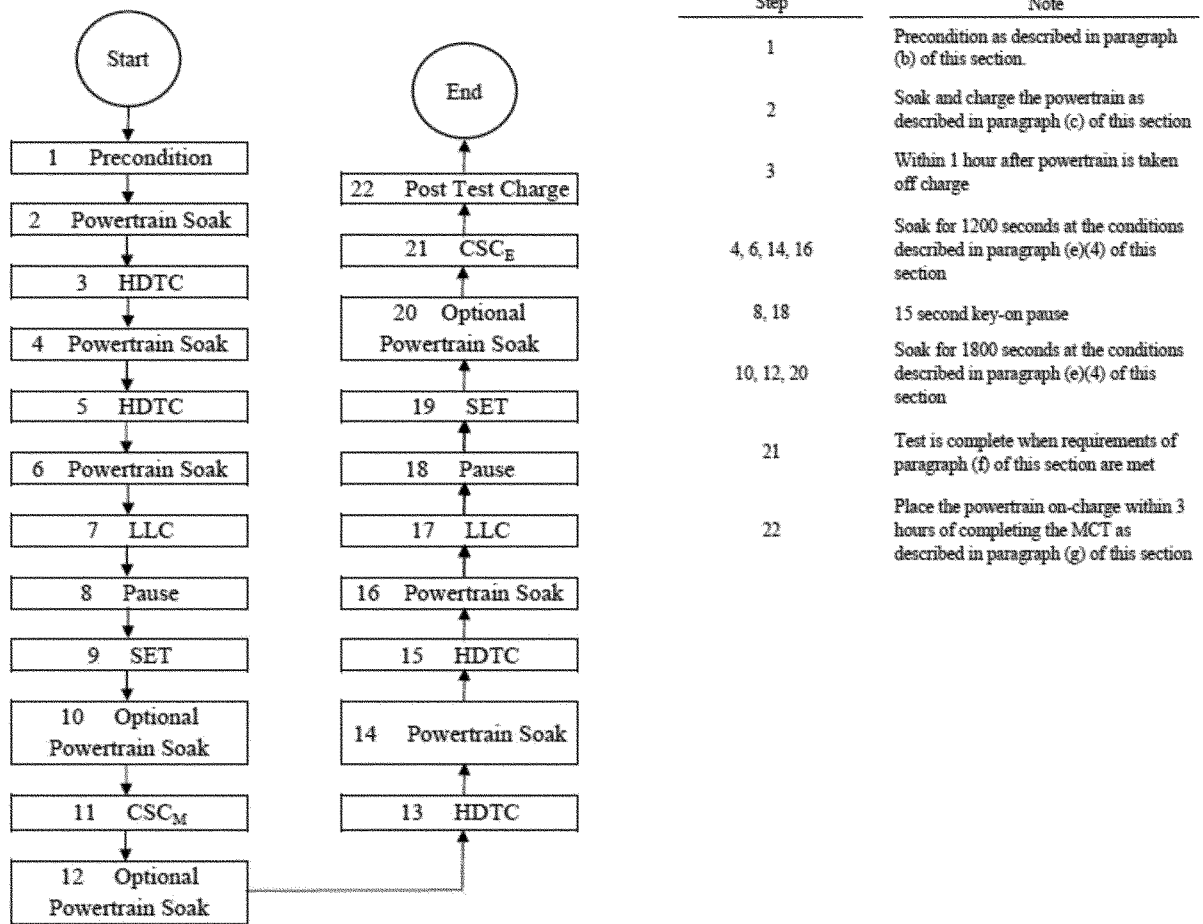 Start
1 Precondition
2 Powertrain Soak
3 HDTC
4 Powertrain Soak
5 HDTC
6 Powertrain Soak
7 LLC
8 Pause
9 SET
10 Optional
Powertrain Soak
11 CSC_M
12 Optional
Powertrain Soak
End
22 Post Test Charge
21 CSC_E
20 Optional
Powertrain Soak
19 SET
18 Pause
17 LLC
16 Powertrain Soak
15 HDTC
14 Powertrain Soak
13 HDTC
Step Note
1 Precondition as described in paragraph
(b) of this section.
2 Soak and charge the powertrain as
described in paragraph (c) of this section
3 Within 1 hour after powertrain is taken
off charge
4, 6, 14, 16 Soak for 1200 seconds at the conditions
described in paragraph (e)(4) of this
section
8, 18 15 second key-on pause
10, 12, 20 Soak for 1800 seconds at the conditions
described in paragraph (e)(4) of this
section
21 Test is complete when requirements of
paragraph (f) of this section are met
22 Place the powertrain on-charge within 3
hours of completing the MCT as
described in paragraph (g) of this section